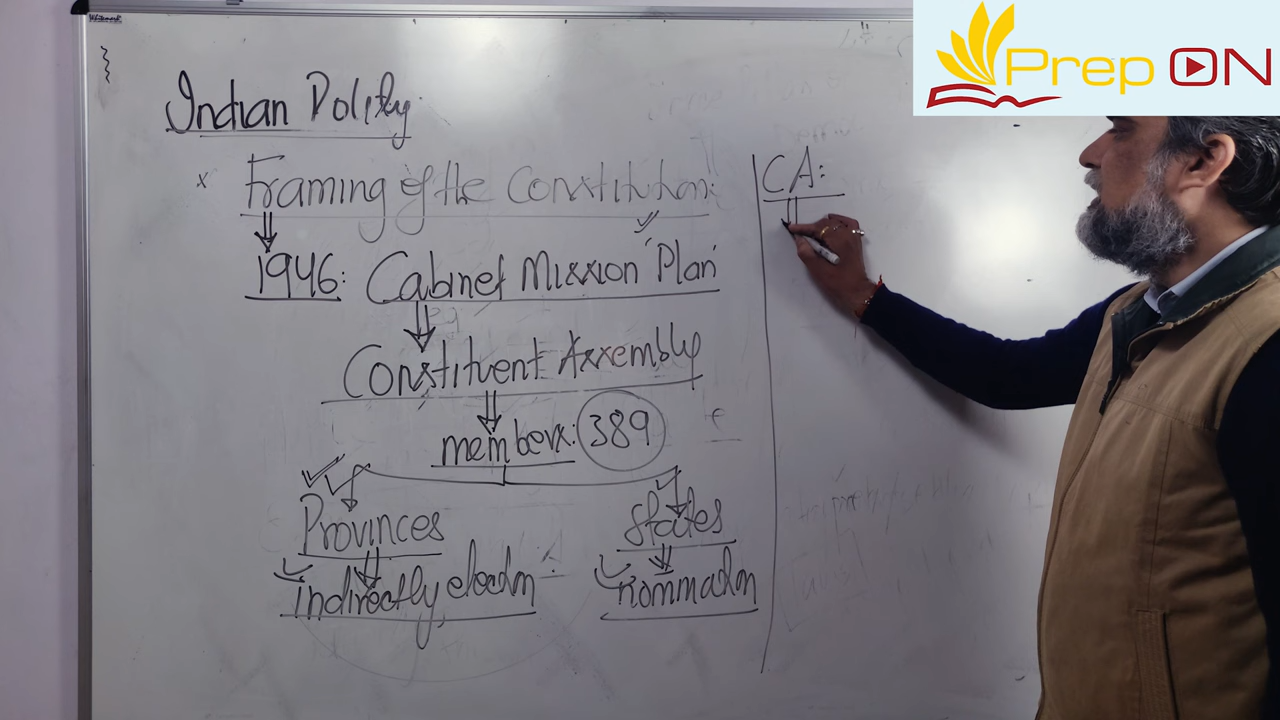 Whitemark
Prep ON
Indian Polity
x Framing of the Constitution:
1946: Cabinet Mission 'Plan'
Constituent Assembly
members: 389
Provinces
States
indirectly election
nomination
CA: